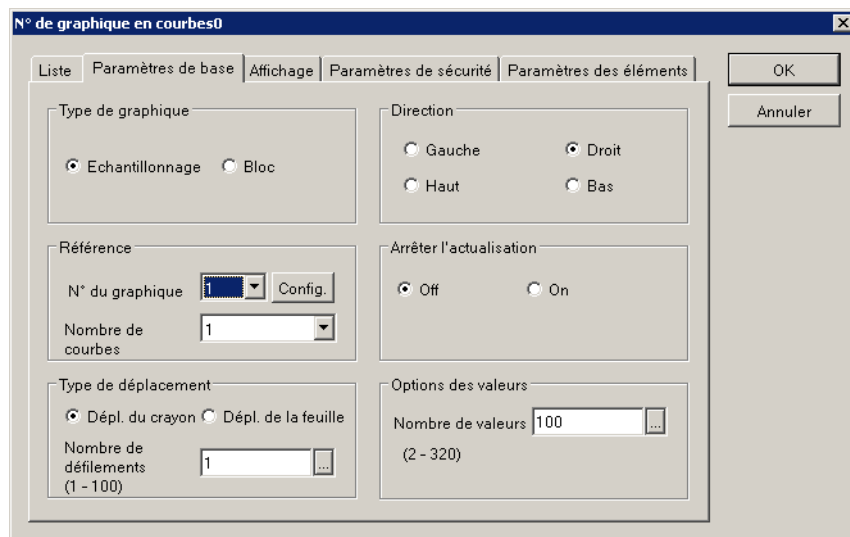 N° de graphique en courbes0
Liste
Paramètres de base
Affichage
Paramètres de sécurité
Paramètres des éléments
OK
Annuler
Type de graphique
Echantillonnage
Bloc
Direction
Gauche
Droit
Haut
Bas
Référence
N° du graphique
1
Config.
Nombre de
courbes
1
Arrêter l'actualisation
Off
On
Type de déplacement
Dépl. du crayon
Dépl. de la feuille
Nombre de
défilements
(1 - 100)
1
...
Options des valeurs
Nombre de valeurs
100
...
(2 - 320)